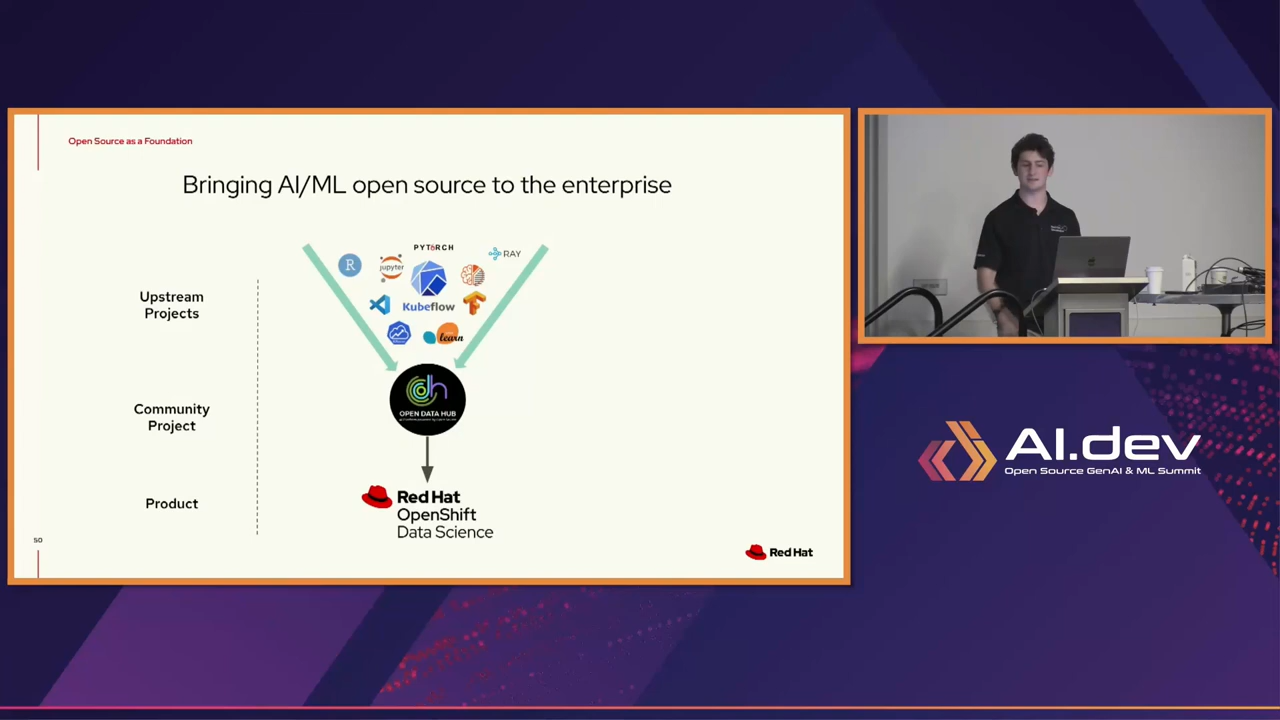 Open Source as a Foundation
Bringing AI/ML open source to the enterprise
Upstream
Projects
R
jupyter
PYTORCH
RAY
Kubeflow
learn
Community
Project
OPEN DATA HUB
Product
Red Hat
OpenShift
Data Science
50
Red Hat
AI.dev
Open Source GenAI & ML Summit